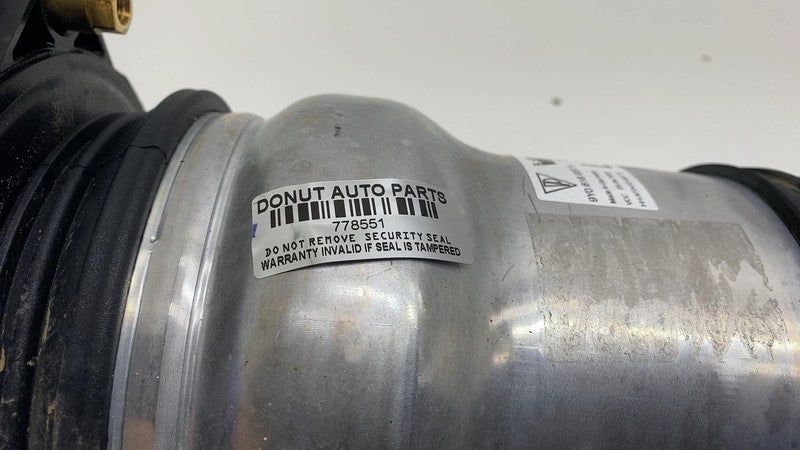 DONUT AUTO PARTS
778551
DO NOT REMOVE SECURITY SEAL
WARRANTY INVALID IF SEAL IS TAMPERED